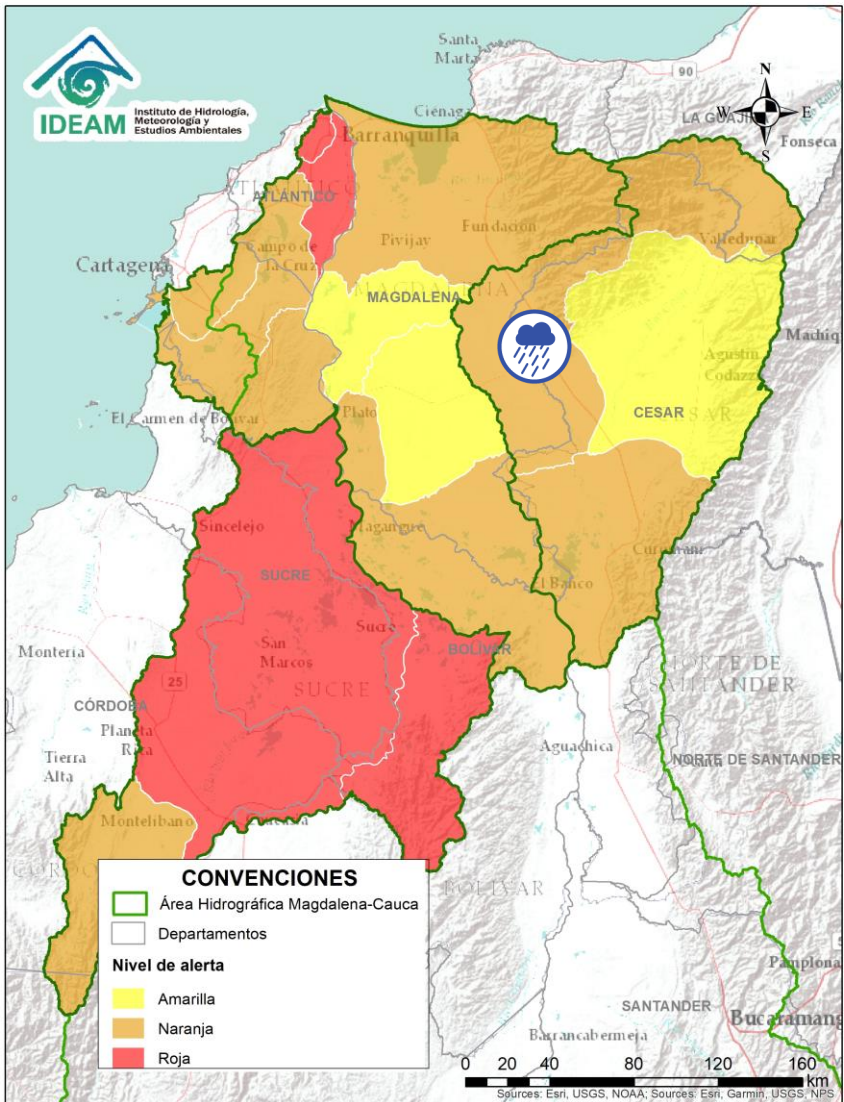 IDEAM
Instituto de Hidrología,
Meteorología y
Estudios Ambientales
Santa
Marta
90
N
W
E
S
LA GUAJI
Ciénaga
Fonseca
Barranquilla
ATLÁNTICO
Fundación
Pivijay
Valledupar
Campo de
la Cruz
Cartagena
MAGDALENA
Machiq
Agustín
Codazzi
CESAR
El Carmen de Bolívar
Plato
Sincelejo
Magangué
Curumaní
SUCRE
El Banco
Sucre
Montería
San
Marcos
BOLÍVAR
25
SUCRE
NORTE DE
SANTANDER
CÓRDOBA
Planeta
Rica
Tierra
Alta
Aguachica
NORTE DE SANTANDER
Montelíbano
BOLÍVAR
CONVENCIONES
Área Hidrográfica Magdalena-Cauca
Departamentos
Nivel de alerta
Amarilla
Naranja
Roja
Pamplona
SANTANDER
Bucaramang
Barrancabermeja
0 20 40 80 120 160
km
Sources: Esri, USGS, NOAA; Sources: Esri, Garmin, USGS, NPS